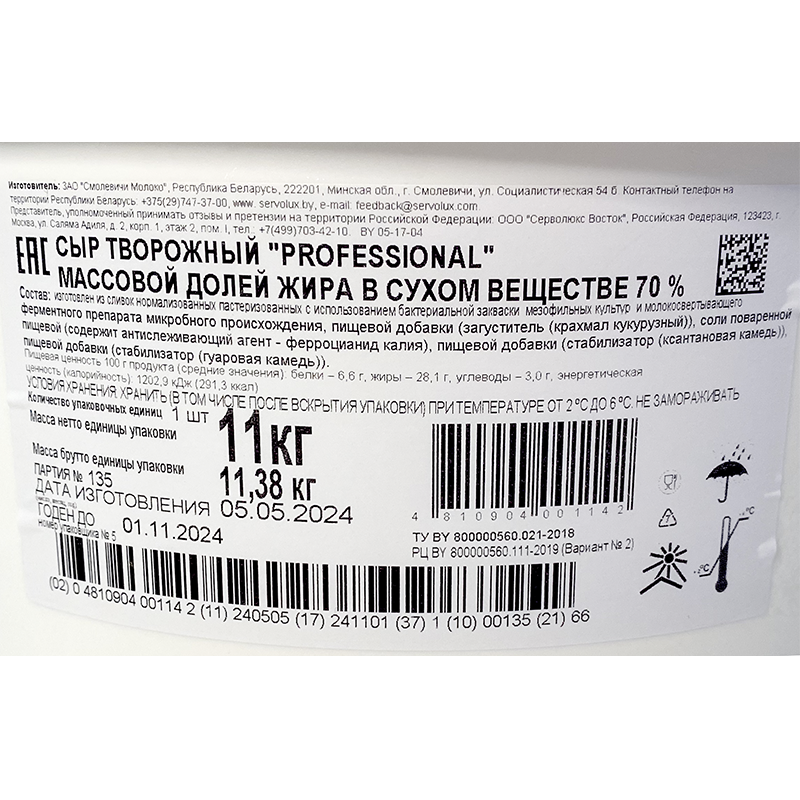 Изготовитель: ЗАО "Смолевичи Молоко", Республика Беларусь, 222201, Минская обл., г. Смолевичи, ул. Социалистическая 54 б. Контактный телефон на
территории Республики Беларусь: +375(29)747-37-00, www. servolux.by, e-mail: feedback@servolux.com
Представитель, уполномоченный принимать отзывы и претензии на территории Российской Федерации: ООО "Серволюкс Восток", Российская Федерация, 123423, г.
Москва, ул. Саляма Адиля, д. 2, корп. 1, этаж 2, пом. I, тел.: +7(499)703-42-10. BY 05-17-04
EAC СЫР ТВОРОЖНЫЙ "PROFESSIONAL"
МАССОВОЙ ДОЛЕЙ ЖИРА В СУХОМ ВЕЩЕСТВЕ 70 %
Состав: изготовлен из сливок нормализованных пастеризованных с использованием бактериальной закваски мезофильных культур и молокосвертывающего
ферментного препарата микробного происхождения, пищевой добавки (загуститель (крахмал кукурузный)), соли поваренной
пищевой (содержит антислеживающий агент - ферроцианид калия), пищевой добавки (стабилизатор (ксантановая камедь)),
пищевой добавки (стабилизатор (гуаровая камедь)).
Пищевая ценность 100 г продукта (средние значения): белки – 6,6 г, жиры – 28,1 г, углеводы – 3,0 г, энергетическая
ценность (калорийность): 1202,9 кДж (291,3 ккал)
УСЛОВИЯ ХРАНЕНИЯ: ХРАНИТЬ (В ТОМ ЧИСЛЕ ПОСЛЕ ВСКРЫТИЯ УПАКОВКИ) ПРИ ТЕМПЕРАТУРЕ ОТ 2°С ДО 6°С. НЕ ЗАМОРАЖИВАТЬ
Количество упаковочных единиц 1 шт
Масса нетто единицы упаковки 11кг
Масса брутто единицы упаковки 11,38 кг
ПАРТИЯ № 135
ДАТА ИЗГОТОВЛЕНИЯ 05.05.2024
ГОДЕН ДО 01.11.2024
номер упаковщика № 5
4 810904 001142
ТУ BY 800000560.021-2018
РЦ BY 800000560.111-2019 (Вариант № 2)
7
(02) 0 4810904 00114 2 (11) 240505 (17) 241101 (37) 1 (10) 00135 (21) 66